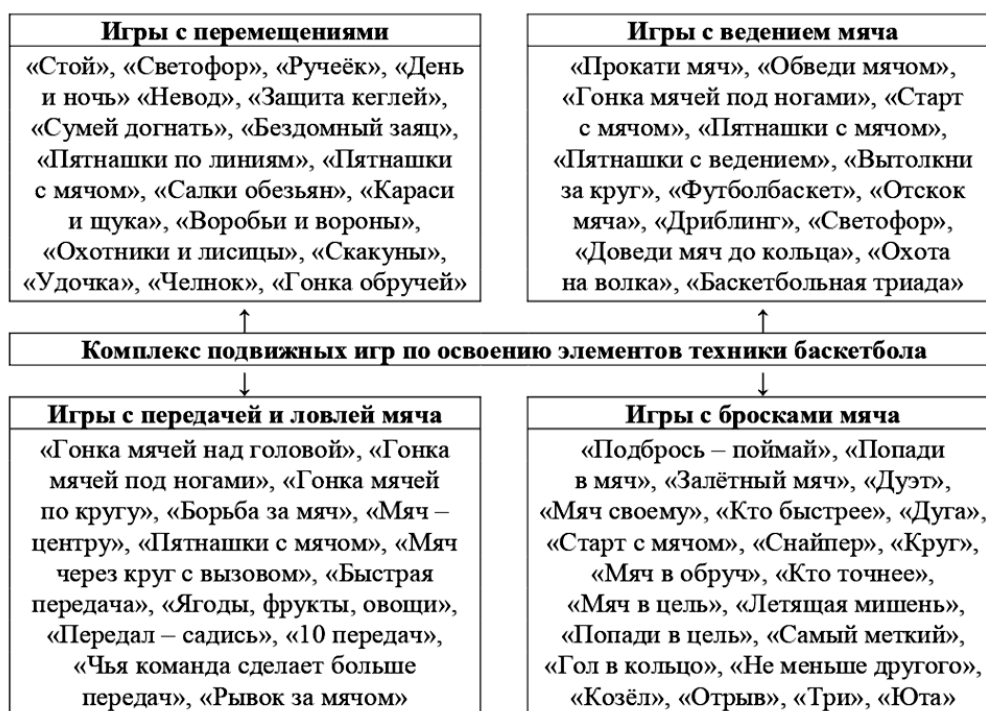 Игры с перемещениями
«Стой», «Светофор», «Ручеёк», «День
и ночь» «Невод», «Защита кеглей»,
«Сумей догнать», «Бездомный заяц»,
«Пятнашки по линиям», «Пятнашки
с мячом», «Салки обезьян», «Караси
и щука», «Воробьи и вороны»,
«Охотники и лисицы», «Скакуны»,
«Удочка», «Челнок», «Гонка обручей»
Игры с ведением мяча
«Прокати мяч», «Обведи мячом»,
«Гонка мячей под ногами», «Старт
с мячом», «Пятнашки с мячом»,
«Пятнашки с ведением», «Вытолкни
за круг», «Футболбаскет», «Отскок
мяча», «Дриблинг», «Светофор»,
«Доведи мяч до кольца», «Охота
на волка», «Баскетбольная триада»
Комплекс подвижных игр по освоению элементов техники баскетбола
Игры с передачей и ловлей мяча
«Гонка мячей над головой», «Гонка
мячей под ногами», «Гонка мячей
по кругу», «Борьба за мяч», «Мяч –
центру», «Пятнашки с мячом», «Мяч
через круг с вызовом», «Быстрая
передача», «Ягоды, фрукты, овощи»,
«Передал – садись», «10 передач»,
«Чья команда сделает больше
передач», «Рывок за мячом»
Игры с бросками мяча
«Подбрось – поймай», «Попади
в мяч», «Залётный мяч», «Дуэт»,
«Мяч своему», «Кто быстрее», «Дуга»,
«Старт с мячом», «Снайпер», «Круг»,
«Мяч в обруч», «Кто точнее»,
«Мяч в цель», «Летящая мишень»,
«Попади в цель», «Самый меткий»,
«Гол в кольцо», «Не меньше другого»,
«Козёл», «Отрыв», «Три», «Юта»